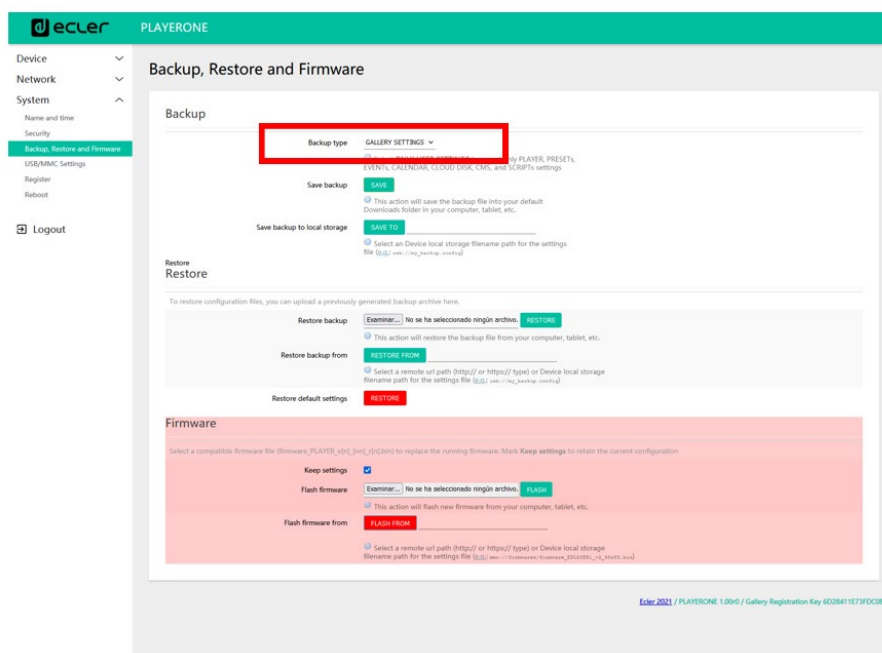 ecler PLAYERONE
Device
Network
System
Name and time
Security
Backup, Restore and Firmware
USB/MMC Settings
Register
Reboot
Logout
Backup, Restore and Firmware
Backup
Backup type GALLERY SETTINGS
nly PLAYER, PRESETs,
EVENTs, CALENDAR, CLOUD DISK, CMS, and SCRIPTs settings
Save backup SAVE
This action will save the backup file into your default
Downloads folder in your computer, tablet, etc.
Save backup to local storage SAVE TO
Select an Device local storage filename path for the settings
file (e.g./ usb://my_backup.config)
Restore
Restore
To restore configuration files, you can upload a previously generated backup archive here.
Restore backup Examinar... No se ha seleccionado ningún archivo. RESTORE
This action will restore the backup file from your computer, tablet, etc.
Restore backup from RESTORE FROM
Select a remote url path (http:// or https:// type) or Device local storage
filename path for the settings file (e.g./ usb://my_backup.config)
Restore default settings RESTORE
Firmware
Select a compatible firmware file (firmware_PLAYER_v[n]_[nn]_r[n].bin) to replace the running firmware. Mark Keep settings to retain the current configuration
Keep settings
Flash firmware Examinar... No se ha seleccionado ningún archivo. FLASH
This action will flash new firmware from your computer, tablet, etc.
Flash firmware from FLASH FROM
Select a remote url path (http:// or https:// type) or Device local storage
filename path for the settings file (e.g./
Ecler 2021 / PLAYERONE 1.00r0 / Gallery Registration Key 6D28411E73FDC0